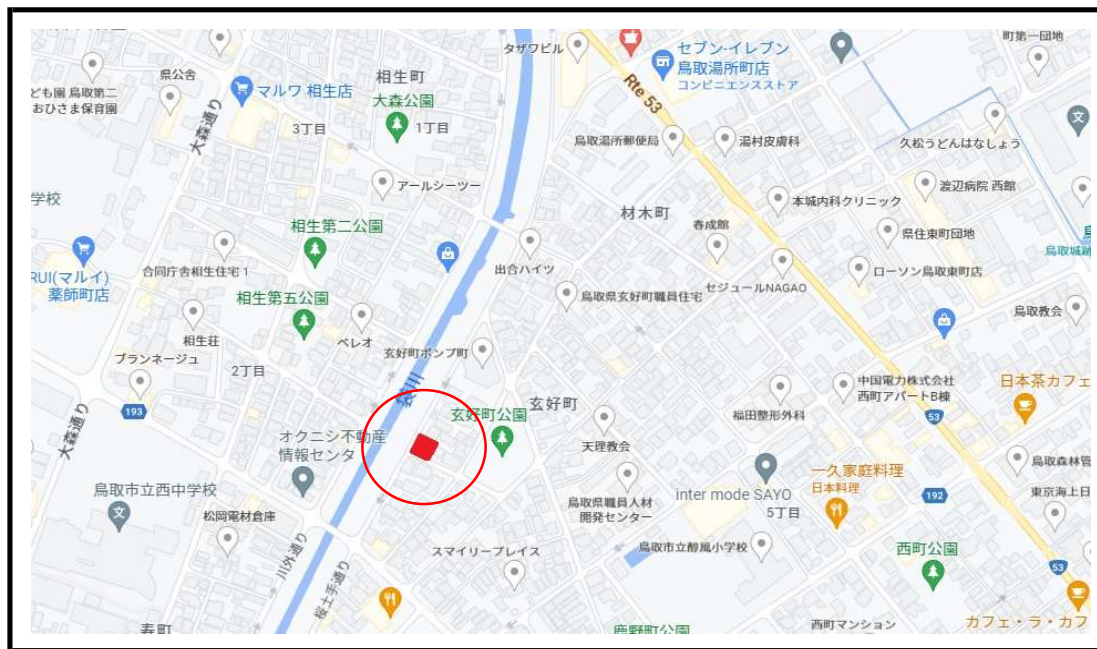 タザワビル
セブン-イレブン
鳥取湯所町店
コンビニエンスストア
町第一団地
県公舎
相生町
Rte 53
ども園 鳥取第二
おひさま保育園
マルワ 相生店
大森公園
大森通り
3丁目
1丁目
鳥取湯所郵便局
湯村皮膚科
久松うどんはなしょう
学校
アールシーツー
材木町
本城内科クリニック
渡辺病院 西館
相生第二公園
春成館
県住東町団地
鳥取城跡
RUI(マルイ)
薬師町店
合同庁舎相生住宅 1
出合ハイツ
ローソン鳥取東町店
相生第五公園
鳥取県玄好町職員住宅
セジュールNAGAO
鳥取教会
相生荘
ベレオ
玄好町ポンプ町
ブランネージュ
2丁目
袋川
中国電力株式会社
西町アパートB棟
日本茶カフェ
193
玄好町公園
玄好町
福田整形外科
53
大森通り
オクニシ不動産
情報センタ
天理教会
一久家庭料理
日本料理
鳥取森林管
鳥取市立西中学校
inter mode SAYO
5丁目
192
東京海上日
松岡電材倉庫
鳥取県職員人材
開発センター
川外通り
スマイリープレイス
鳥取市立醇風小学校
西町公園
53
桜土手通り
寿町
鹿野町公園
西町マンション
カフェ・ラ・カフ